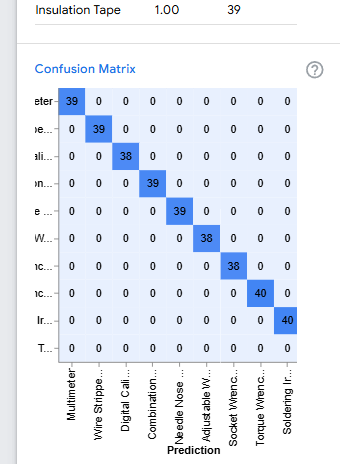 Insulation Tape 1.00 39
Confusion Matrix
eter 39 0 0 0 0 0 0 0 0
pe... 0 39 0 0 0 0 0 0 0
ali... 0 0 38 0 0 0 0 0 0
on... 0 0 0 39 0 0 0 0 0
e ... 0 0 0 0 39 0 0 0 0
W... 0 0 0 0 0 38 0 0 0
nc... 0 0 0 0 0 0 38 0 0
nc... 0 0 0 0 0 0 0 40 0
Ir... 0 0 0 0 0 0 0 0 40
T... 0 0 0 0 0 0 0 0 0
Multimeter
Wire Strippe...
Digital Cali...
Combination...
Needle Nose ...
Adjustable W...
Socket Wrenc...
Torque Wrenc...
Soldering Ir...
Prediction